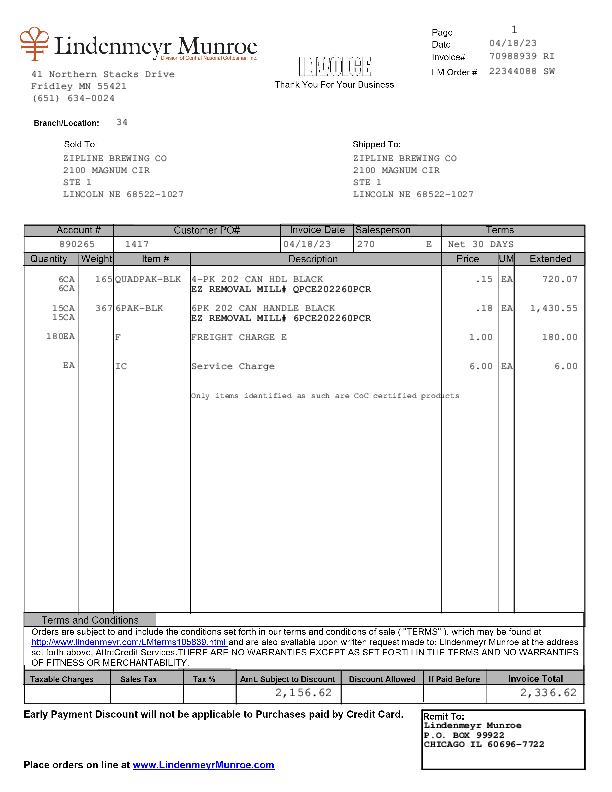 Lindenmeyr Munroe
Division of Central National Gottesman Inc.
41 Northern Stacks Drive
Fridley MN 55421
(651) 634-0024
INVOICE
Thank You For Your Business
Page 1
Date 04/18/23
Invoice# 70988939 RI
LM Order # 22344088 SW
Branch/Location: 34
Sold To
ZIPLINE BREWING CO
2100 MAGNUM CIR
STE 1
LINCOLN NE 68522-1027
Shipped To:
ZIPLINE BREWING CO
2100 MAGNUM CIR
STE 1
LINCOLN NE 68522-1027
Account # Customer PO# Invoice Date Salesperson Terms
890265 1417 04/18/23 270 E Net 30 DAYS
Quantity Weight Item # Description Price UM Extended
6CA 165 QUADPAK-BLK 4-PK 202 CAN HDL BLACK .15 EA 720.07
6CA EZ REMOVAL MILL# QPCE202260PCR
15CA 367 6PAK-BLK 6PK 202 CAN HANDLE BLACK .18 EA 1,430.55
15CA EZ REMOVAL MILL# 6PCE202260PCR
180EA F FREIGHT CHARGE E 1.00 180.00
EA IC Service Charge 6.00 EA 6.00
Only items identified as such are CoC certified products
Terms and Conditions
Orders are subject to and include the conditions set forth in our terms and conditions of sale ( "TERMS" ), which may be found at
http://www.lindenmeyr.com/LMterms105839.html and are also available upon written request made to: Lindenmeyr Munroe at the address
set forth above, Attn:Credit Services.THERE ARE NO WARRANTIES EXCEPT AS SET FORTH IN THE TERMS AND NO WARRANTIES
OF FITNESS OR MERCHANTABILITY.
Taxable Charges Sales Tax Tax % Amt. Subject to Discount Discount Allowed If Paid Before Invoice Total
2,156.62 2,336.62
Early Payment Discount will not be applicable to Purchases paid by Credit Card.
Remit To:
Lindenmeyr Munroe
P.O. BOX 99922
CHICAGO IL 60696-7722
Place orders on line at www.LindenmeyrMunroe.com